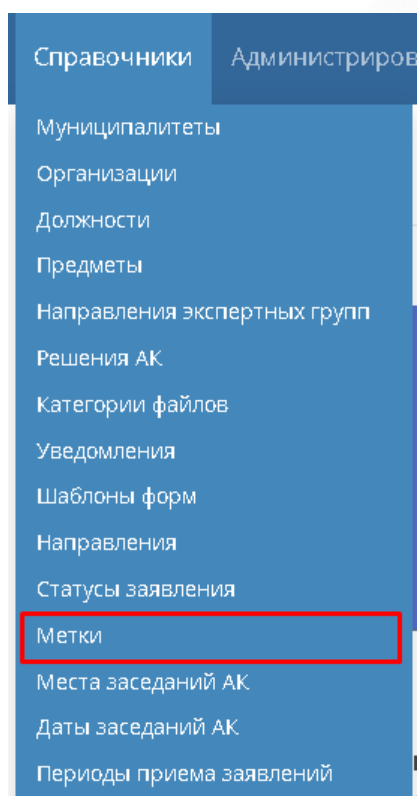 Справочники Администриров
Муниципалитеты
Организации
Должности
Предметы
Направления экспертных групп
Решения АК
Категории файлов
Уведомления
Шаблоны форм
Направления
Статусы заявления
Метки
Места заседаний АК
Даты заседаний АК
Периоды приема заявлений